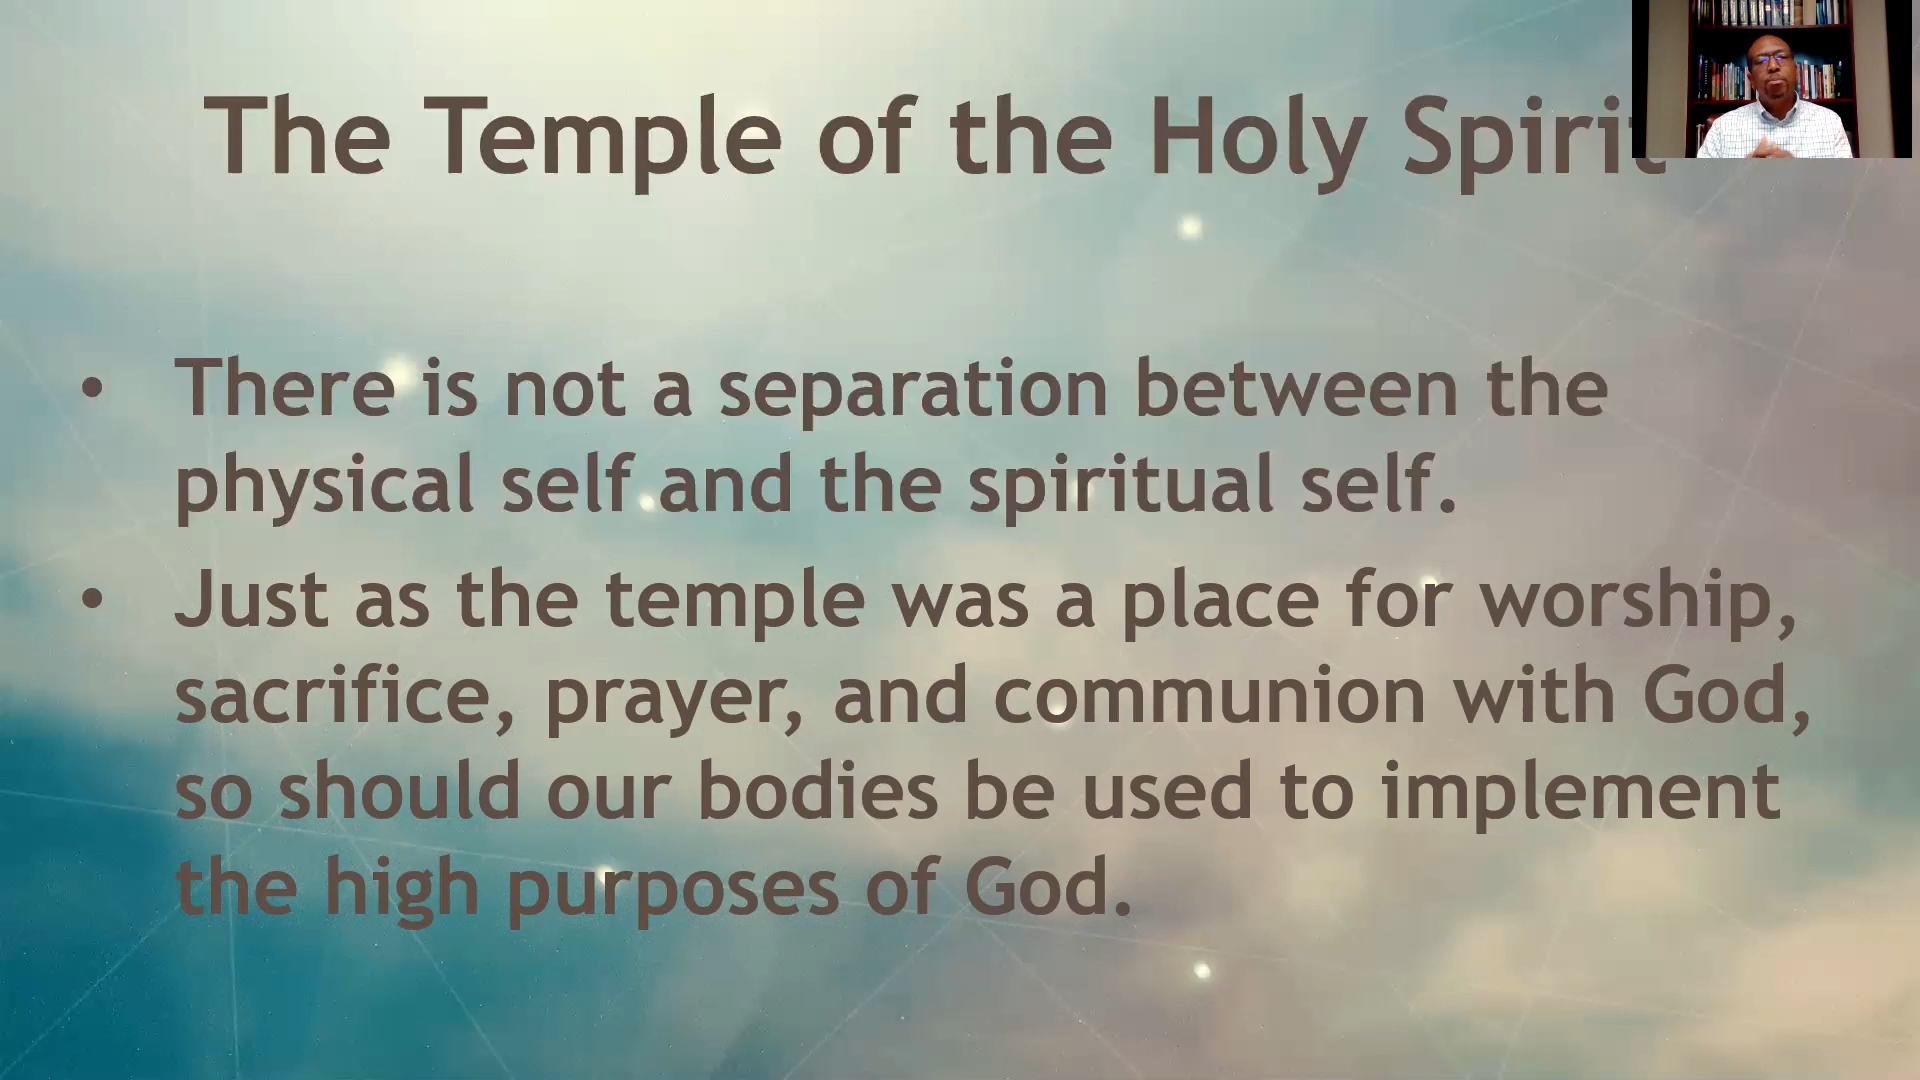 The Temple of the Holy Spirit
• There is not a separation between the
physical self and the spiritual self.
• Just as the temple was a place for worship,
sacrifice, prayer, and communion with God,
so should our bodies be used to implement
the high purposes of God.